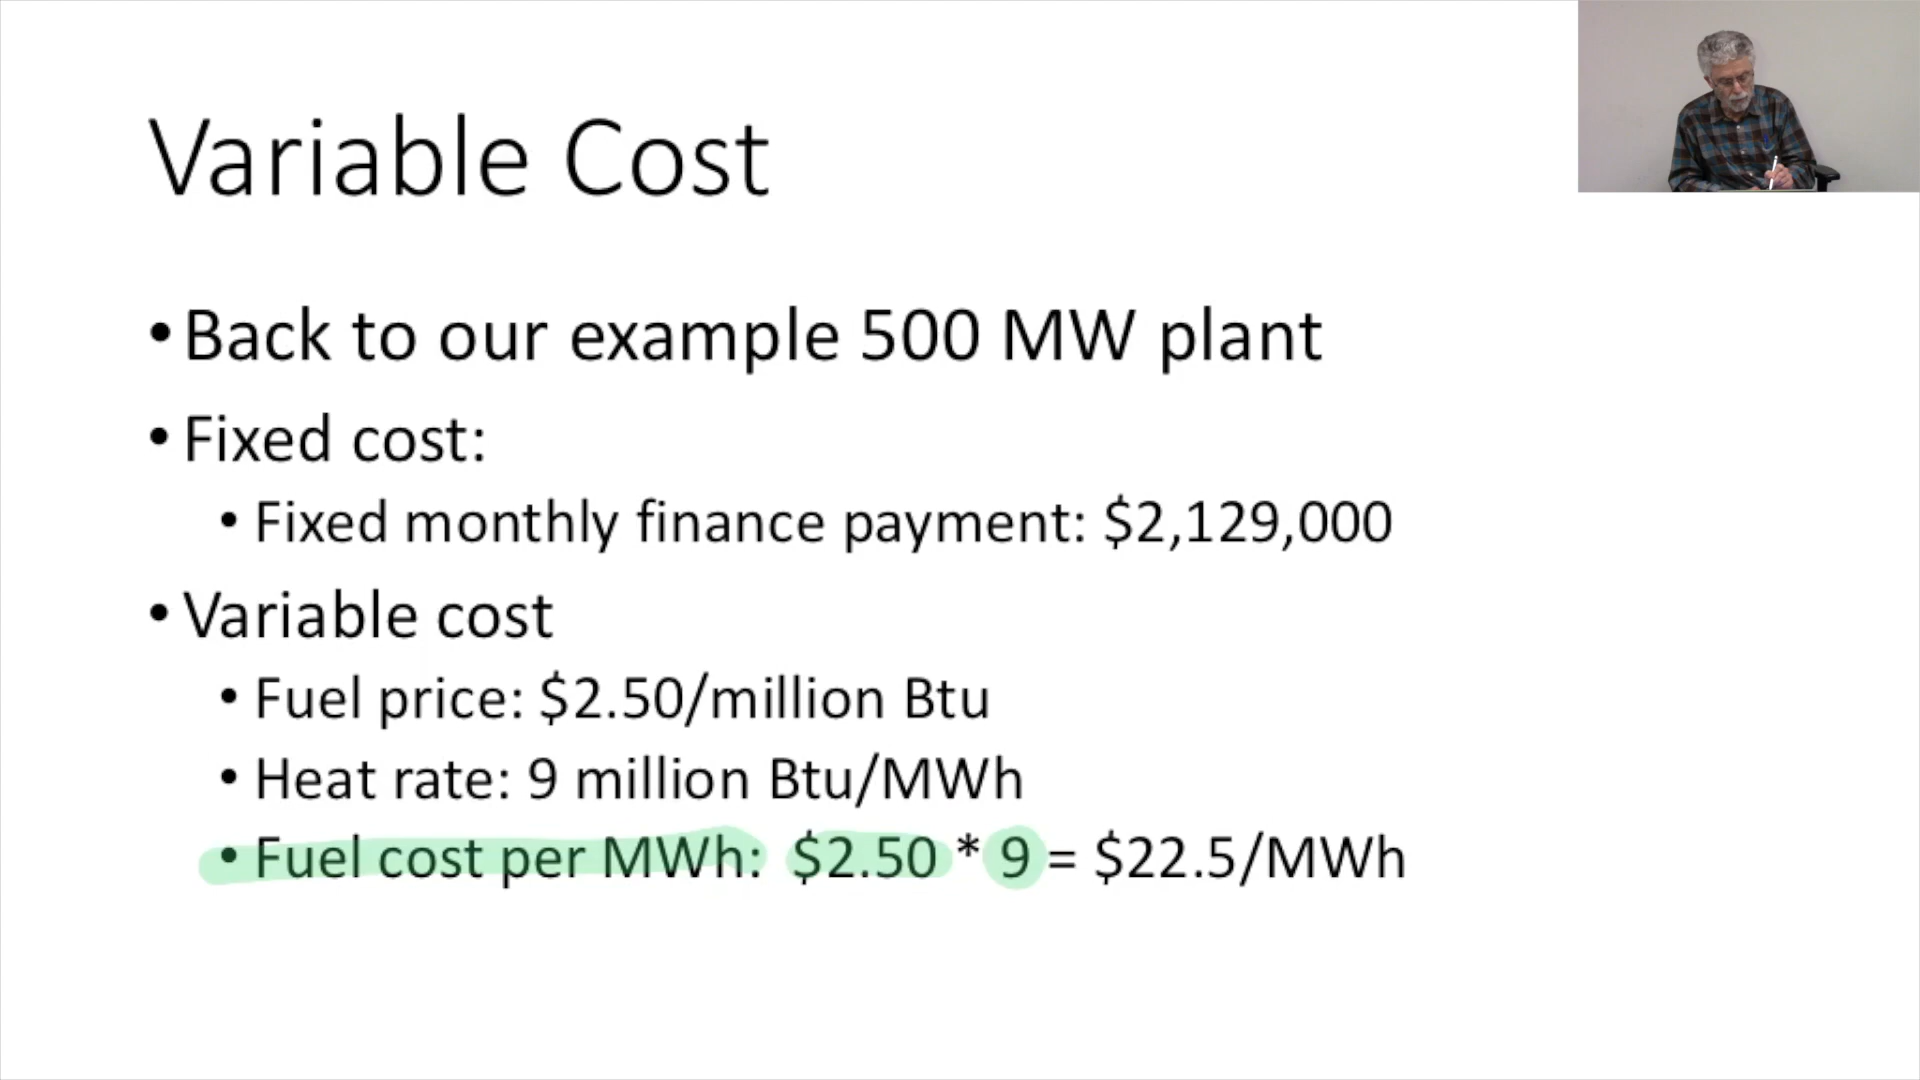 Variable Cost
• Back to our example 500 MW plant
• Fixed cost:
• Fixed monthly finance payment: $2,129,000
• Variable cost
• Fuel price: $2.50/million Btu
• Heat rate: 9 million Btu/MWh
• Fuel cost per MWh: $2.50 * 9 = $22.5/MWh